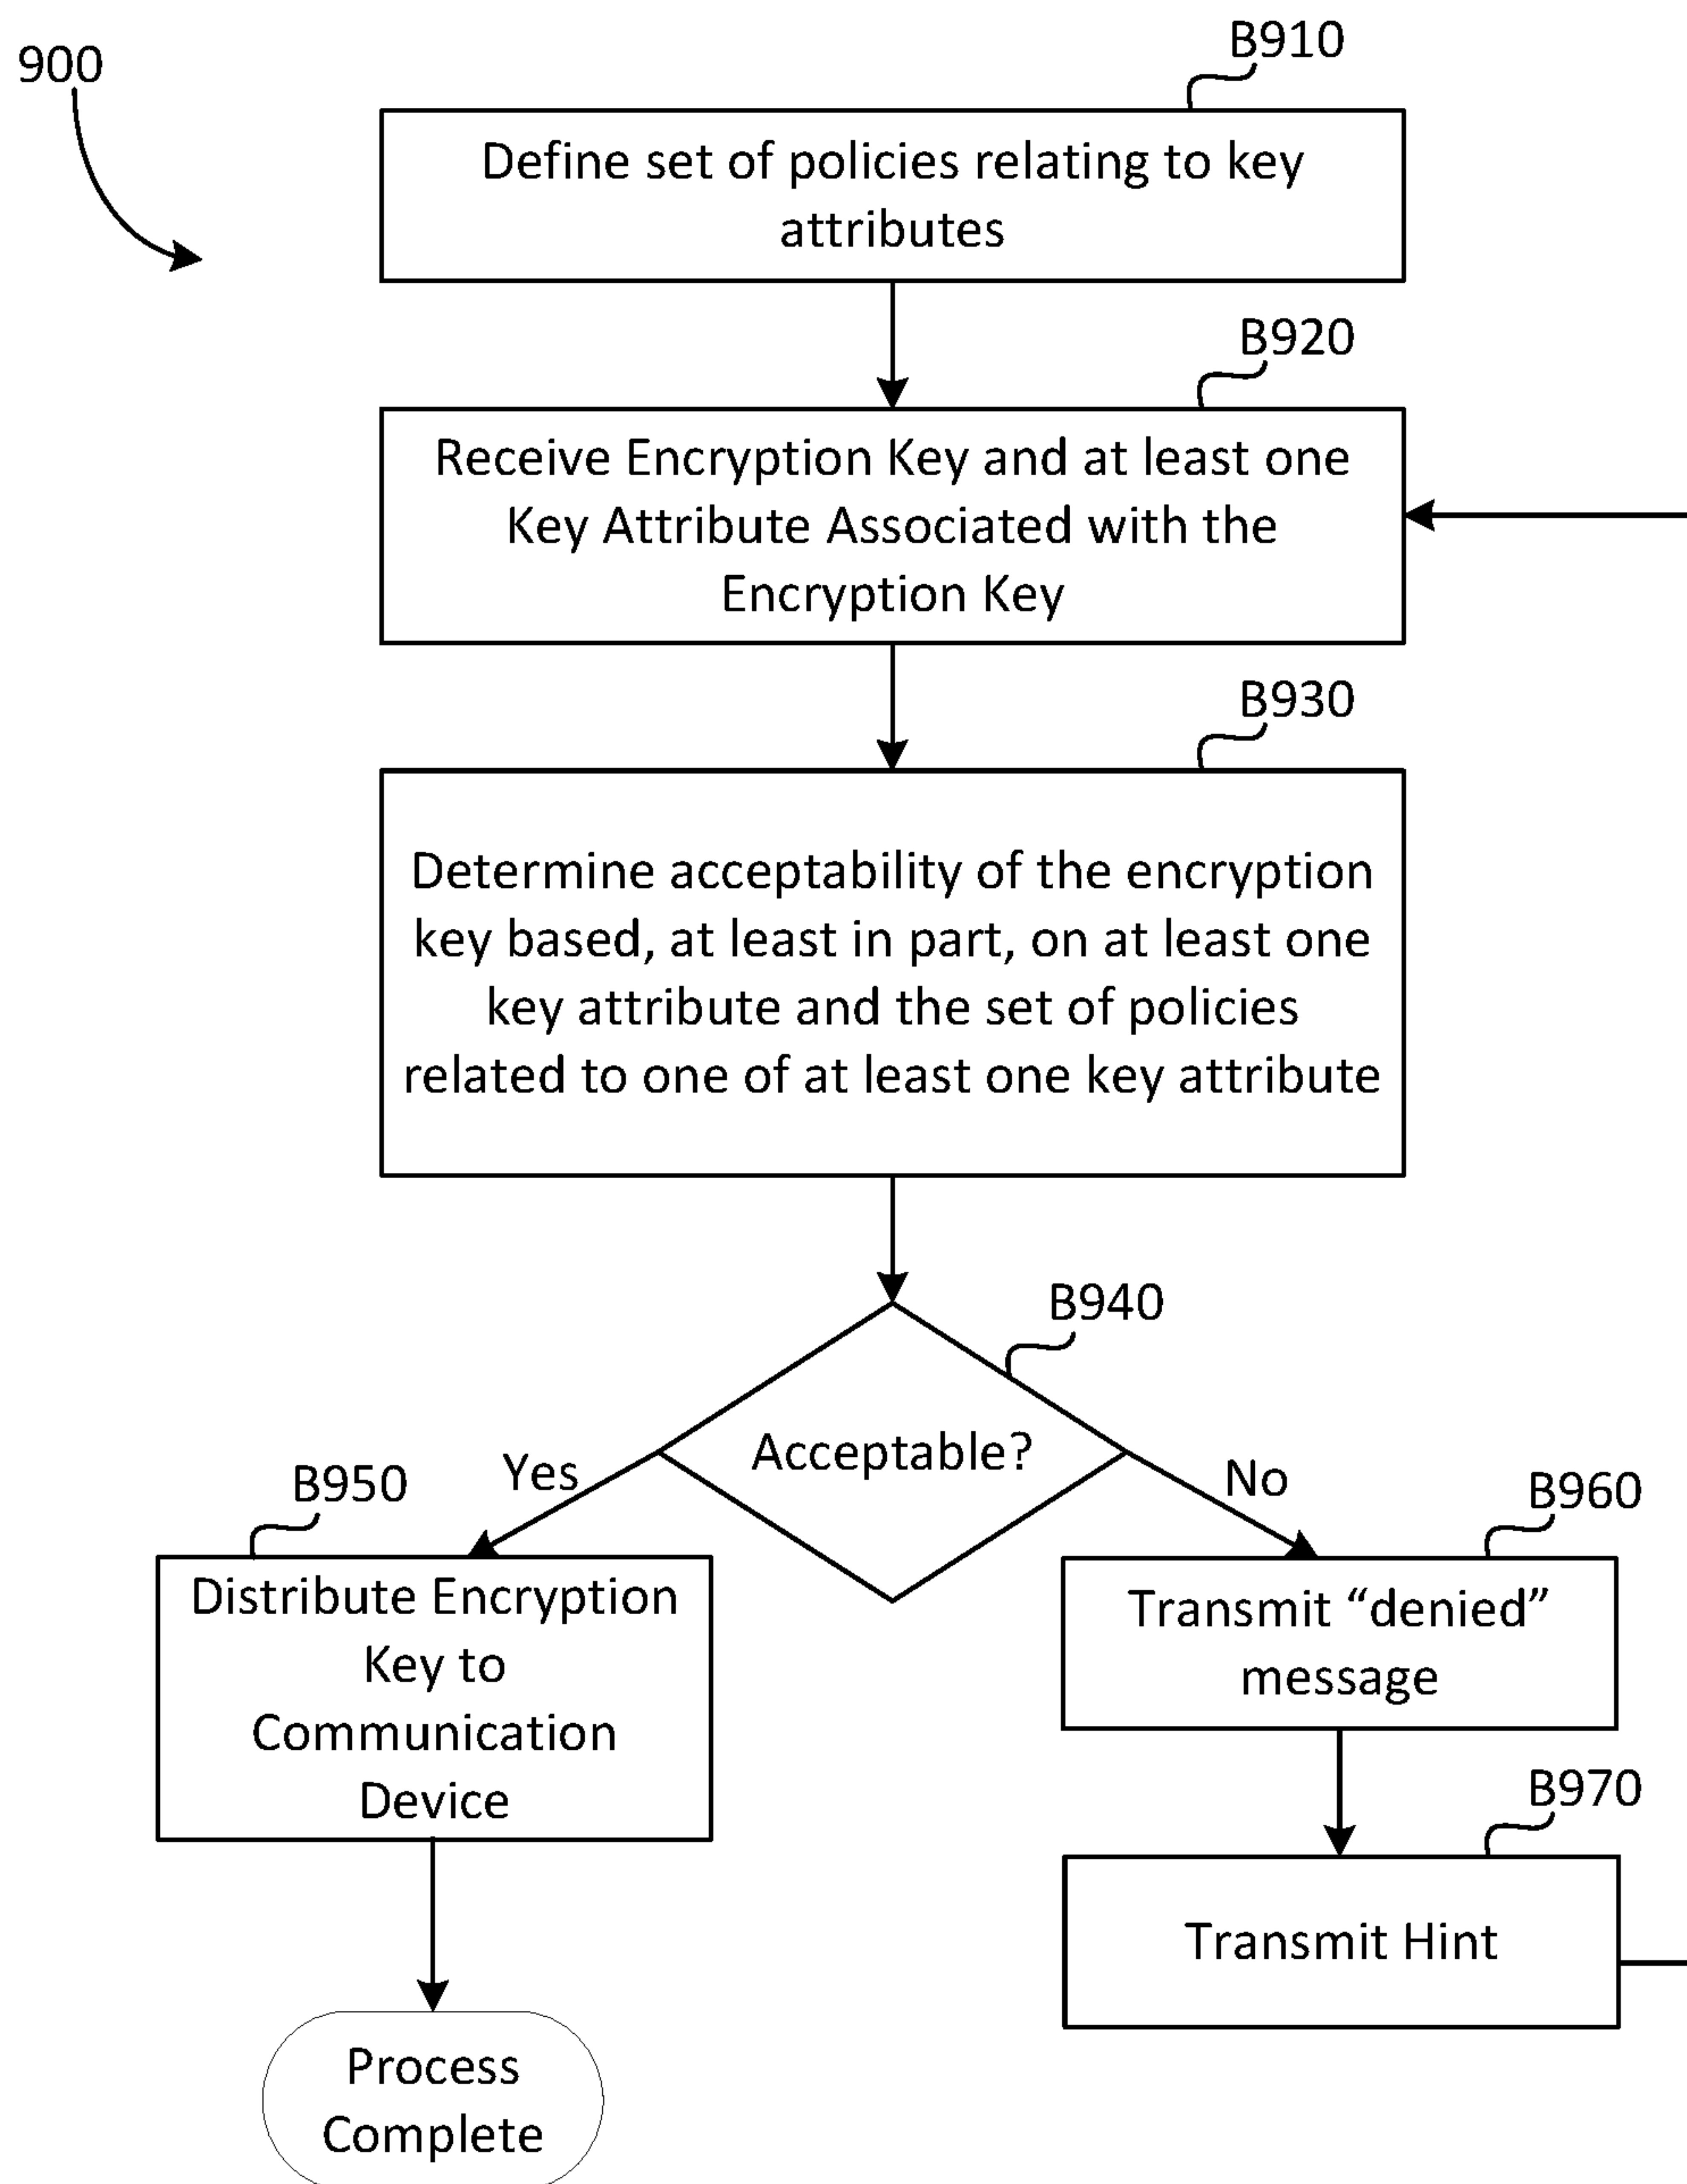 900
B910
Define set of policies relating to key
attributes
B920
Receive Encryption Key and at least one
Key Attribute Associated with the
Encryption Key
B930
Determine acceptability of the encryption
key based, at least in part, on at least one
key attribute and the set of policies
related to one of at least one key attribute
B940
Acceptable?
Yes
No
B950
Distribute Encryption
Key to
Communication
Device
B960
Transmit “denied”
message
B970
Transmit Hint
Process
Complete